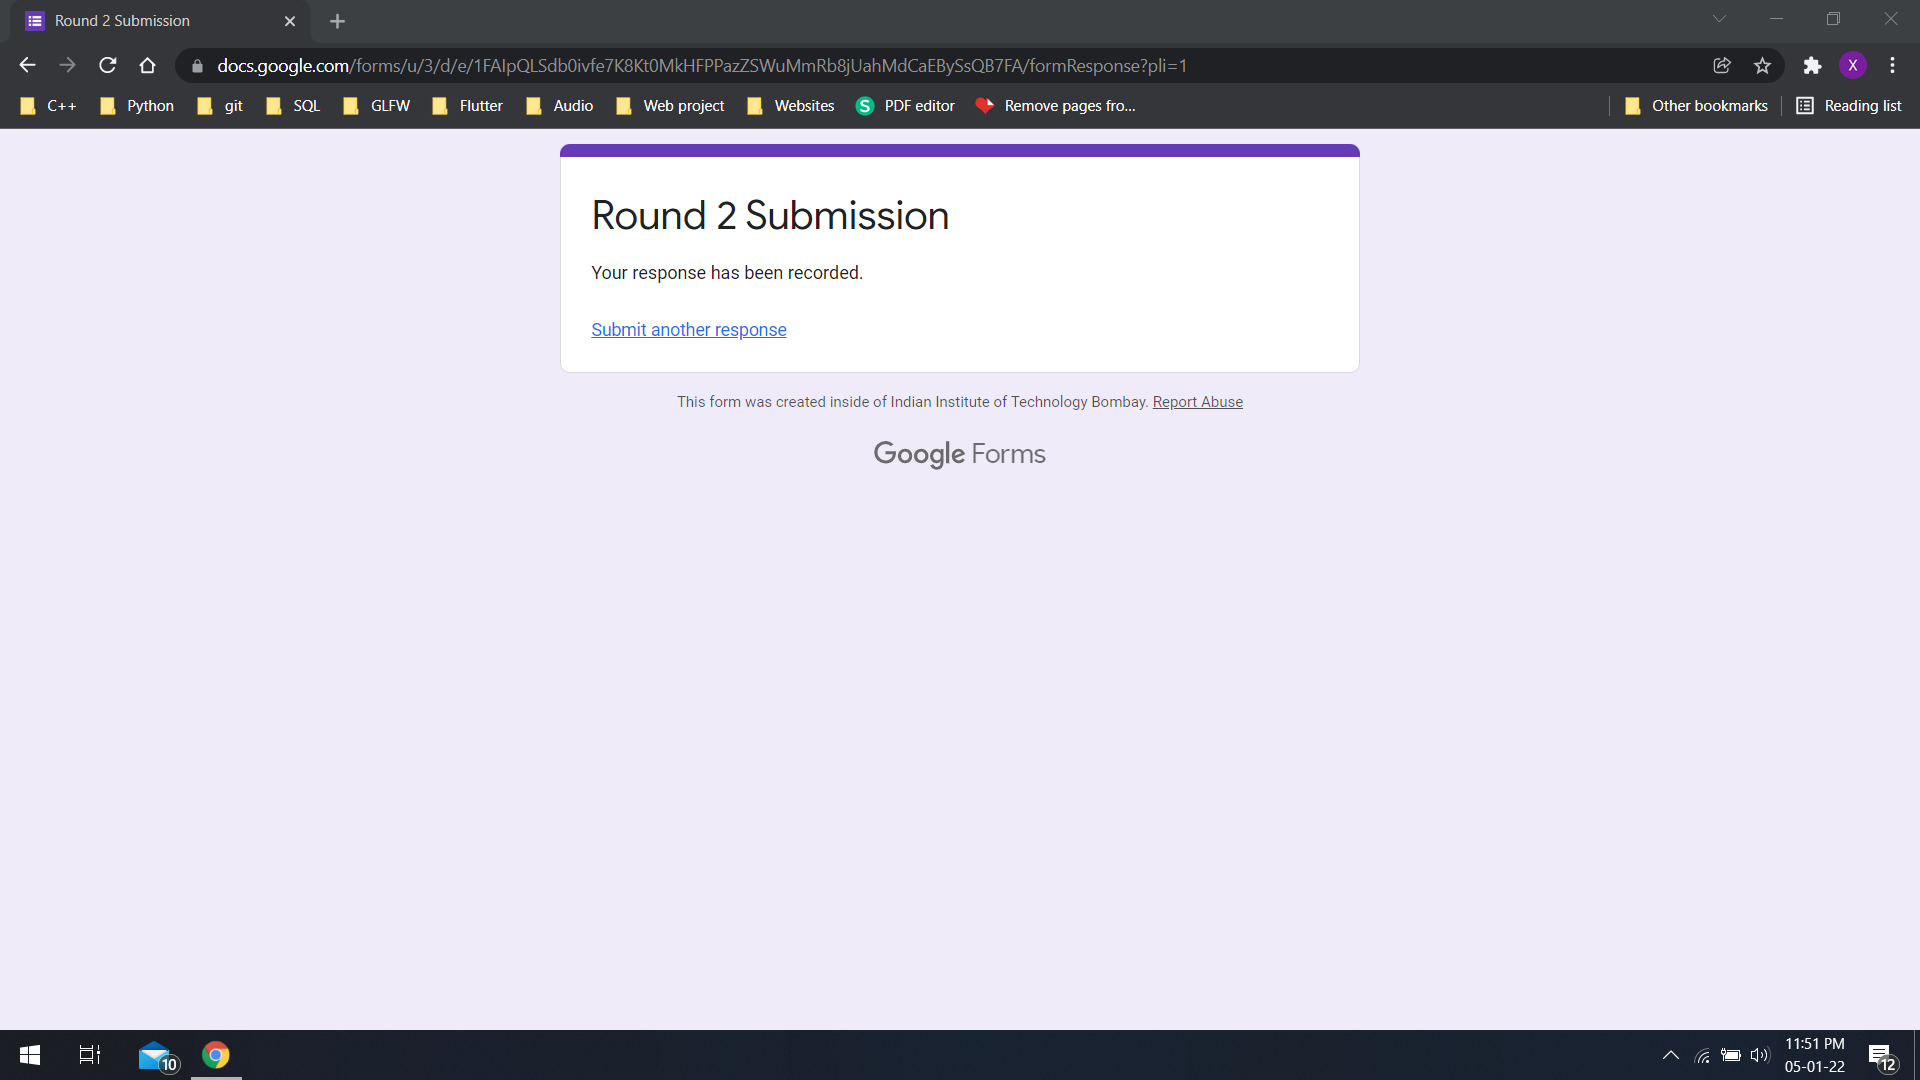 Round 2 Submission
docs.google.com/forms/u/3/d/e/1FAIpQLSdb0ivfe7K8Kt0MkHFPPazZSWuMmRb8jUahMdCaEBySsQB7FA/formResponse?pli=1
X
C++ Python git SQL GLFW Flutter Audio Web project Websites S PDF editor Remove pages fro... Other bookmarks Reading list
Round 2 Submission
Your response has been recorded.
Submit another response
This form was created inside of Indian Institute of Technology Bombay. Report Abuse
Google Forms
10
11:51 PM
05-01-22
12